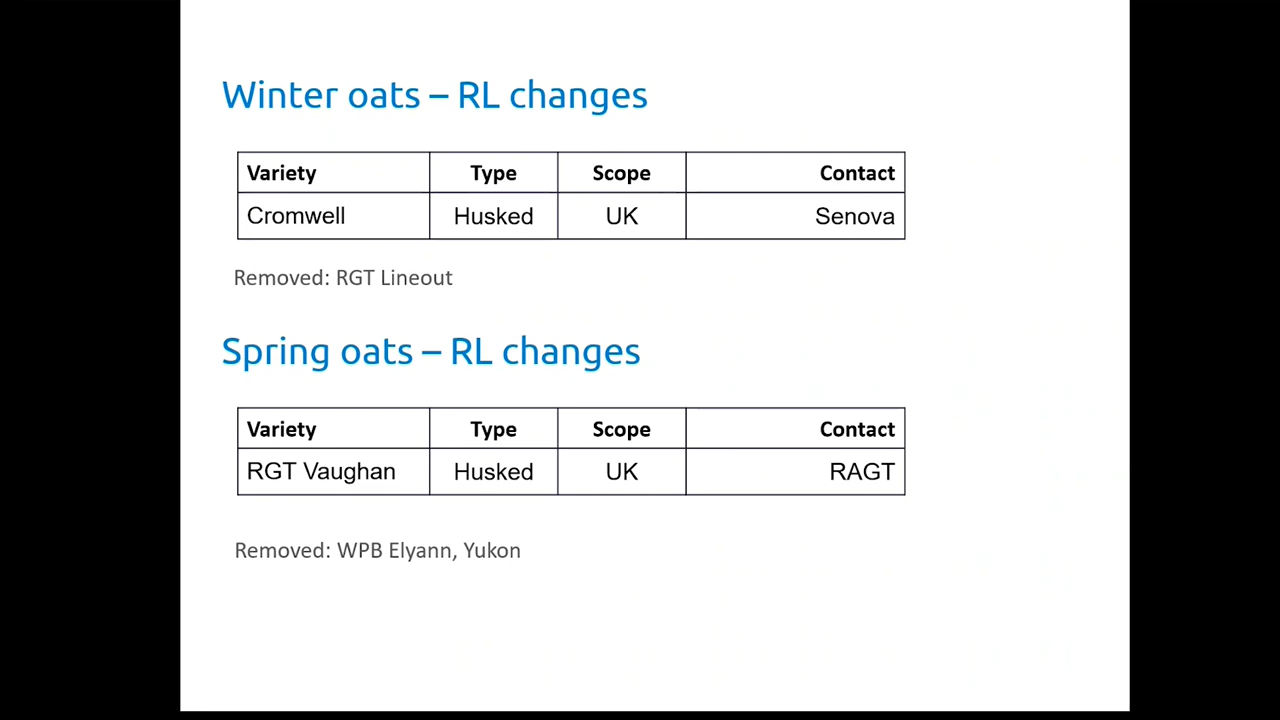 Winter oats – RL changes
Variety Type Scope Contact
Cromwell Husked UK Senova
Removed: RGT Lineout
Spring oats – RL changes
Variety Type Scope Contact
RGT Vaughan Husked UK RAGT
Removed: WPB Elyann, Yukon